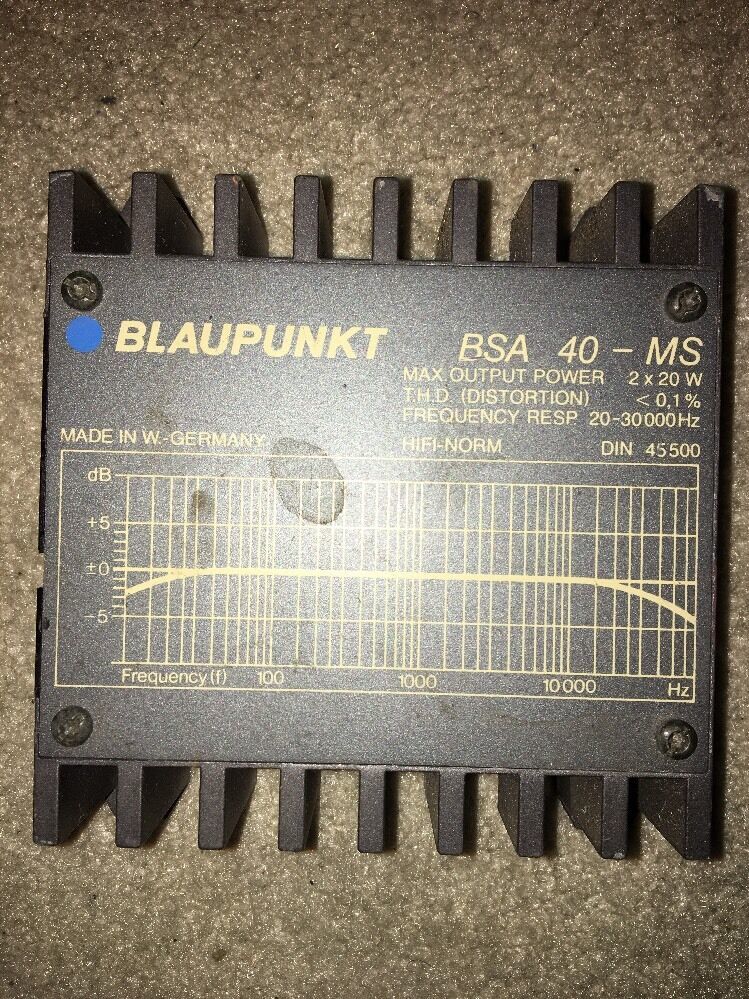 BLAUPUNKT BSA 40 - MS
MAX. OUTPUT POWER 2 x 20 W
T.H.D. (DISTORTION) < 0,1%
FREQUENCY RESP 20-30000Hz
MADE IN W.-GERMANY HIFI-NORM DIN 45500
dB
+5
±0
-5
Frequency (f) 100 1000 10000 Hz